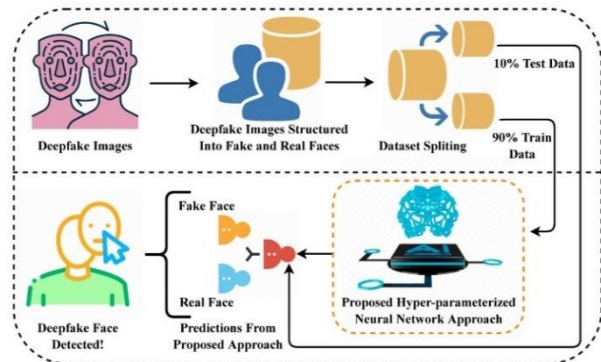 Deepfake Images
Deepfake Images Structured
Into Fake and Real Faces
Dataset Spliting
10% Test Data
90% Train
Data
Fake Face
Real Face
Deepfake Face
Detected!
Predictions From
Proposed Approach
AI
Proposed Hyper-parameterized
Neural Network Approach